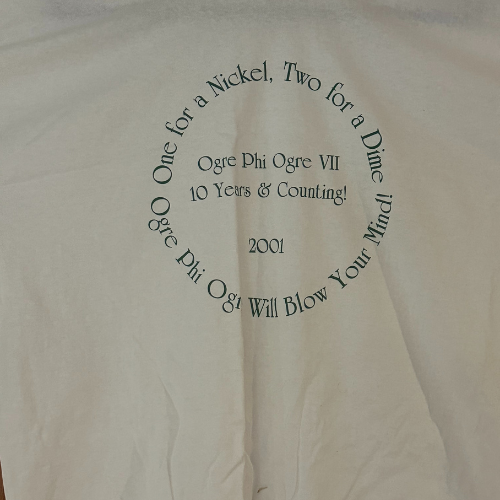 One for a Nickel, Two for a Dime
Ogre Phi Ogre VII
10 Years & Counting!
2001
O Ogre Phi Ogr Will Blow Your Mind!